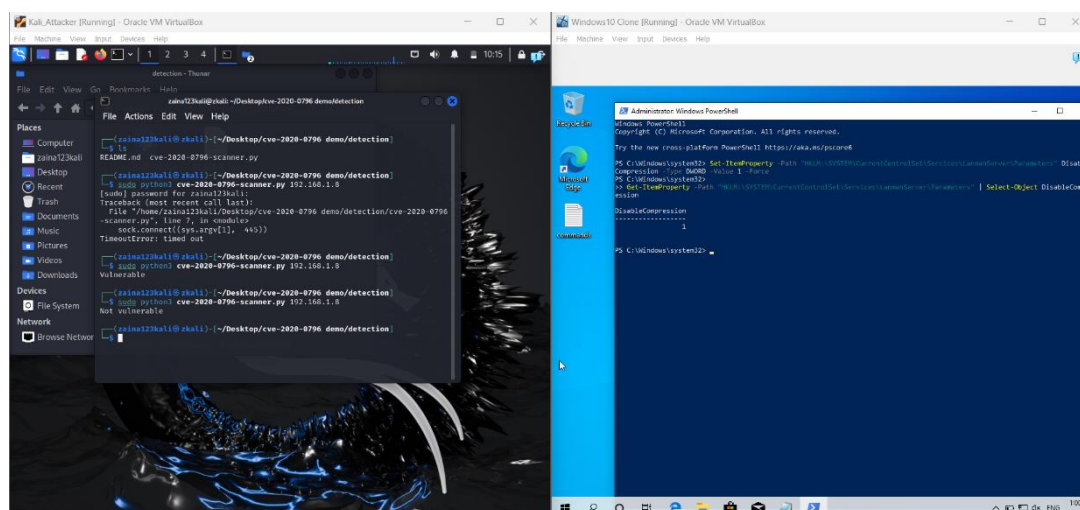 Kali_Attacker [Running] - Oracle VM VirtualBox
File Machine View Input Devices Help
1 2 3 4
10:15
detection - Thunar
File Edit View Go Bookmarks Help
Places
Computer
zaina123kali
Desktop
Recent
Trash
Documents
Music
Pictures
Videos
Downloads
Devices
File System
Network
Browse Networ
zaina123kali@zkali: ~/Desktop/cve-2020-0796 demo/detection
File Actions Edit View Help
(zaina123kali@zkali)-[~/Desktop/cve-2020-0796 demo/detection]
$ ls
README.md cve-2020-0796-scanner.py
(zaina123kali@zkali)-[~/Desktop/cve-2020-0796 demo/detection]
$ sudo python3 cve-2020-0796-scanner.py 192.168.1.8
[sudo] password for zaina123kali:
Traceback (most recent call last):
File "/home/zaina123kali/Desktop/cve-2020-0796 demo/detection/cve-2020-0796
-scanner.py", line 7, in <module>
sock.connect((sys.argv[1], 445))
TimeoutError: timed out
(zaina123kali@zkali)-[~/Desktop/cve-2020-0796 demo/detection]
$ sudo python3 cve-2020-0796-scanner.py 192.168.1.8
Vulnerable
(zaina123kali@zkali)-[~/Desktop/cve-2020-0796 demo/detection]
$ sudo python3 cve-2020-0796-scanner.py 192.168.1.8
Not vulnerable
(zaina123kali@zkali)-[~/Desktop/cve-2020-0796 demo/detection]
$
Windows10 Clone [Running] - Oracle VM VirtualBox
File Machine View Input Devices Help
Recycle Bin
Microsoft
Edge
commands
Administrator: Windows PowerShell
Windows PowerShell
Copyright (C) Microsoft Corporation. All rights reserved.
Try the new cross-platform PowerShell https://aka.ms/pscore6
PS C:\Windows\system32> Set-ItemProperty -Path "HKLM:\SYSTEM\CurrentControlSet\Services\LanmanServer\Parameters" Disab
Compression -Type DWORD -Value 1 -Force
PS C:\Windows\system32>
>> Get-ItemProperty -Path "HKLM:\SYSTEM\CurrentControlSet\Services\LanmanServer\Parameters" | Select-Object DisableCom
ession
DisableCompression
------------------
1
PS C:\Windows\system32>
ENG